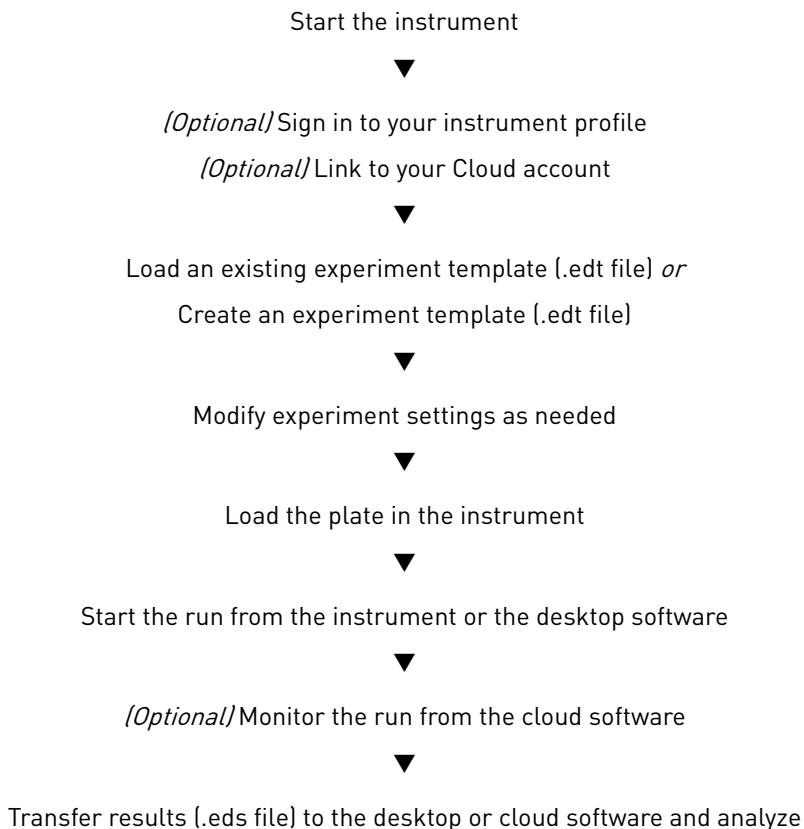 Start the instrument
(Optional) Sign in to your instrument profile
(Optional) Link to your Cloud account
Load an existing experiment template (.edt file) or
Create an experiment template (.edt file)
Modify experiment settings as needed
Load the plate in the instrument
Start the run from the instrument or the desktop software
(Optional) Monitor the run from the cloud software
Transfer results (.eds file) to the desktop or cloud software and analyze